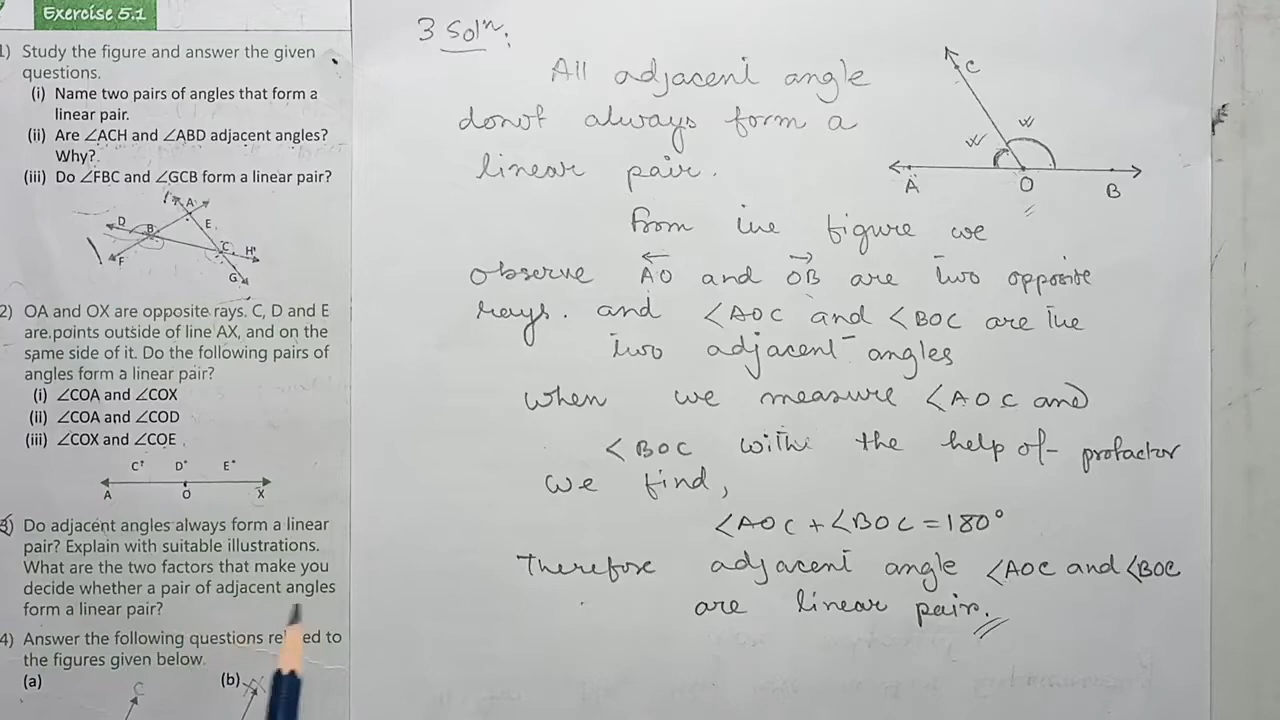 Exercise 5.1
1) Study the figure and answer the given
questions.
(i) Name two pairs of angles that form a
linear pair.
(ii) Are ∠ACH and ∠ABD adjacent angles?
Why?
(iii) Do ∠FBC and ∠GCB form a linear pair?
A
D
B
E
C
H
F
G
2) OA and OX are opposite rays. C, D and E
are points outside of line AX, and on the
same side of it. Do the following pairs of
angles form a linear pair?
(i) ∠COA and ∠COX
(ii) ∠COA and ∠COD
(iii) ∠COX and ∠COE
C D E
A O X
3) Do adjacent angles always form a linear
pair? Explain with suitable illustrations.
What are the two factors that make you
decide whether a pair of adjacent angles
form a linear pair?
4) Answer the following questions to
the figures given below.
(a) (b)
C
3 Solⁿ:
All adjacent angle
donot always form a
linear pair.
C
A O B
from the figure we
observe AO and OB are two opposite
rays. and ∠AOC and ∠BOC are the
two adjacent angles
When we measure ∠AOC and
∠BOC withe the help of profactor
we find,
∠AOC + ∠BOC = 180°
Therefore adjacent angle ∠AOC and ∠BOC
are linear pair.